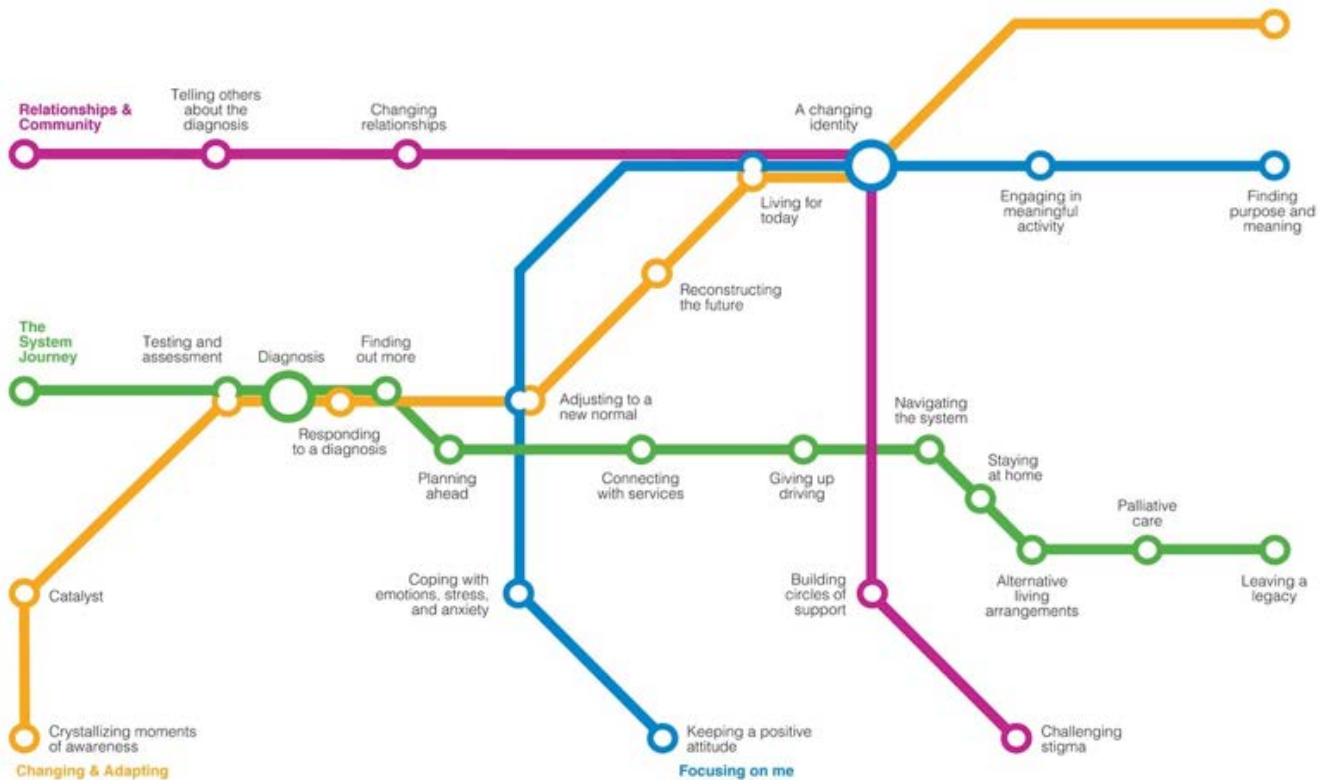 Relationships &
Community
Telling others
about the
diagnosis
Changing
relationships
A changing
identity
Living for
today
Engaging in
meaningful
activity
Finding
purpose and
meaning
Reconstructing
the future
The
System
Journey
Testing and
assessment
Diagnosis
Finding
out more
Responding
to a diagnosis
Adjusting to a
new normal
Planning
ahead
Connecting
with services
Giving up
driving
Navigating
the system
Staying
at home
Palliative
care
Alternative
living
arrangements
Leaving a
legacy
Catalyst
Coping with
emotions, stress,
and anxiety
Building
circles of
support
Crystallizing moments
of awareness
Changing & Adapting
Keeping a positive
attitude
Focusing on me
Challenging
stigma